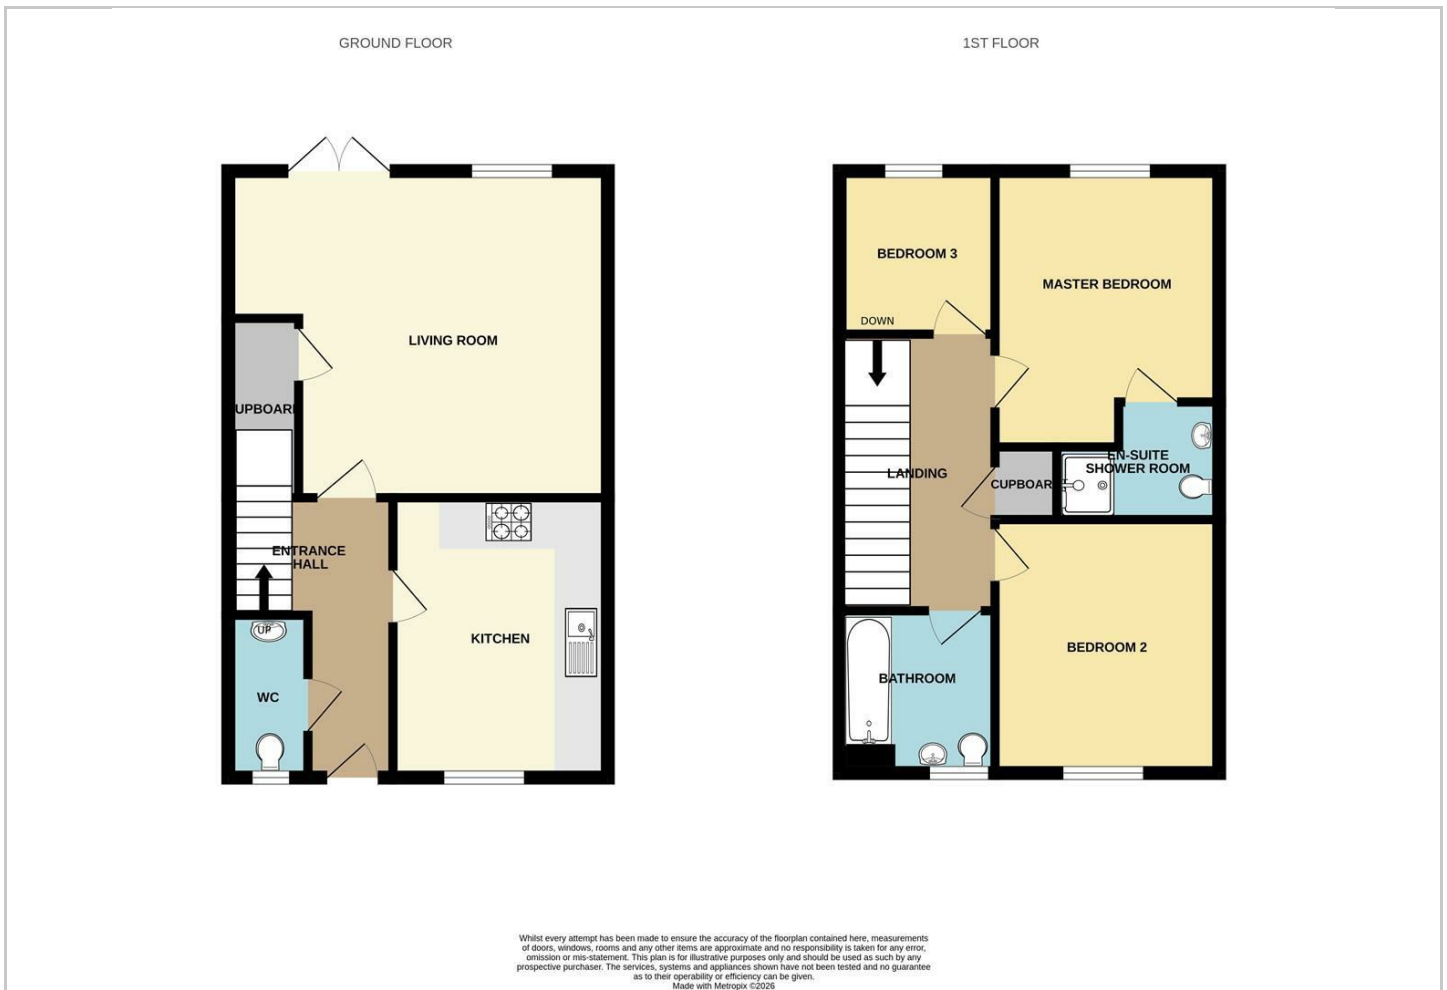 GROUND FLOOR
1ST FLOOR
LIVING ROOM
UPBOAR
ENTRANCE
HALL
KITCHEN
UP
WC
BEDROOM 3
MASTER BEDROOM
DOWN
EN-SUITE
SHOWER ROOM
LANDING
CUPBOAR
BEDROOM 2
BATHROOM
Whilst every attempt has been made to ensure the accuracy of the floorplan contained here, measurements
of doors, windows, rooms and any other items are approximate and no responsibility is taken for any error,
omission or mis-statement. This plan is for illustrative purposes only and should be used as such by any
prospective purchaser. The services, systems and appliances shown have not been tested and no guarantee
as to their operability or efficiency can be given.
Made with Metropix ©2026